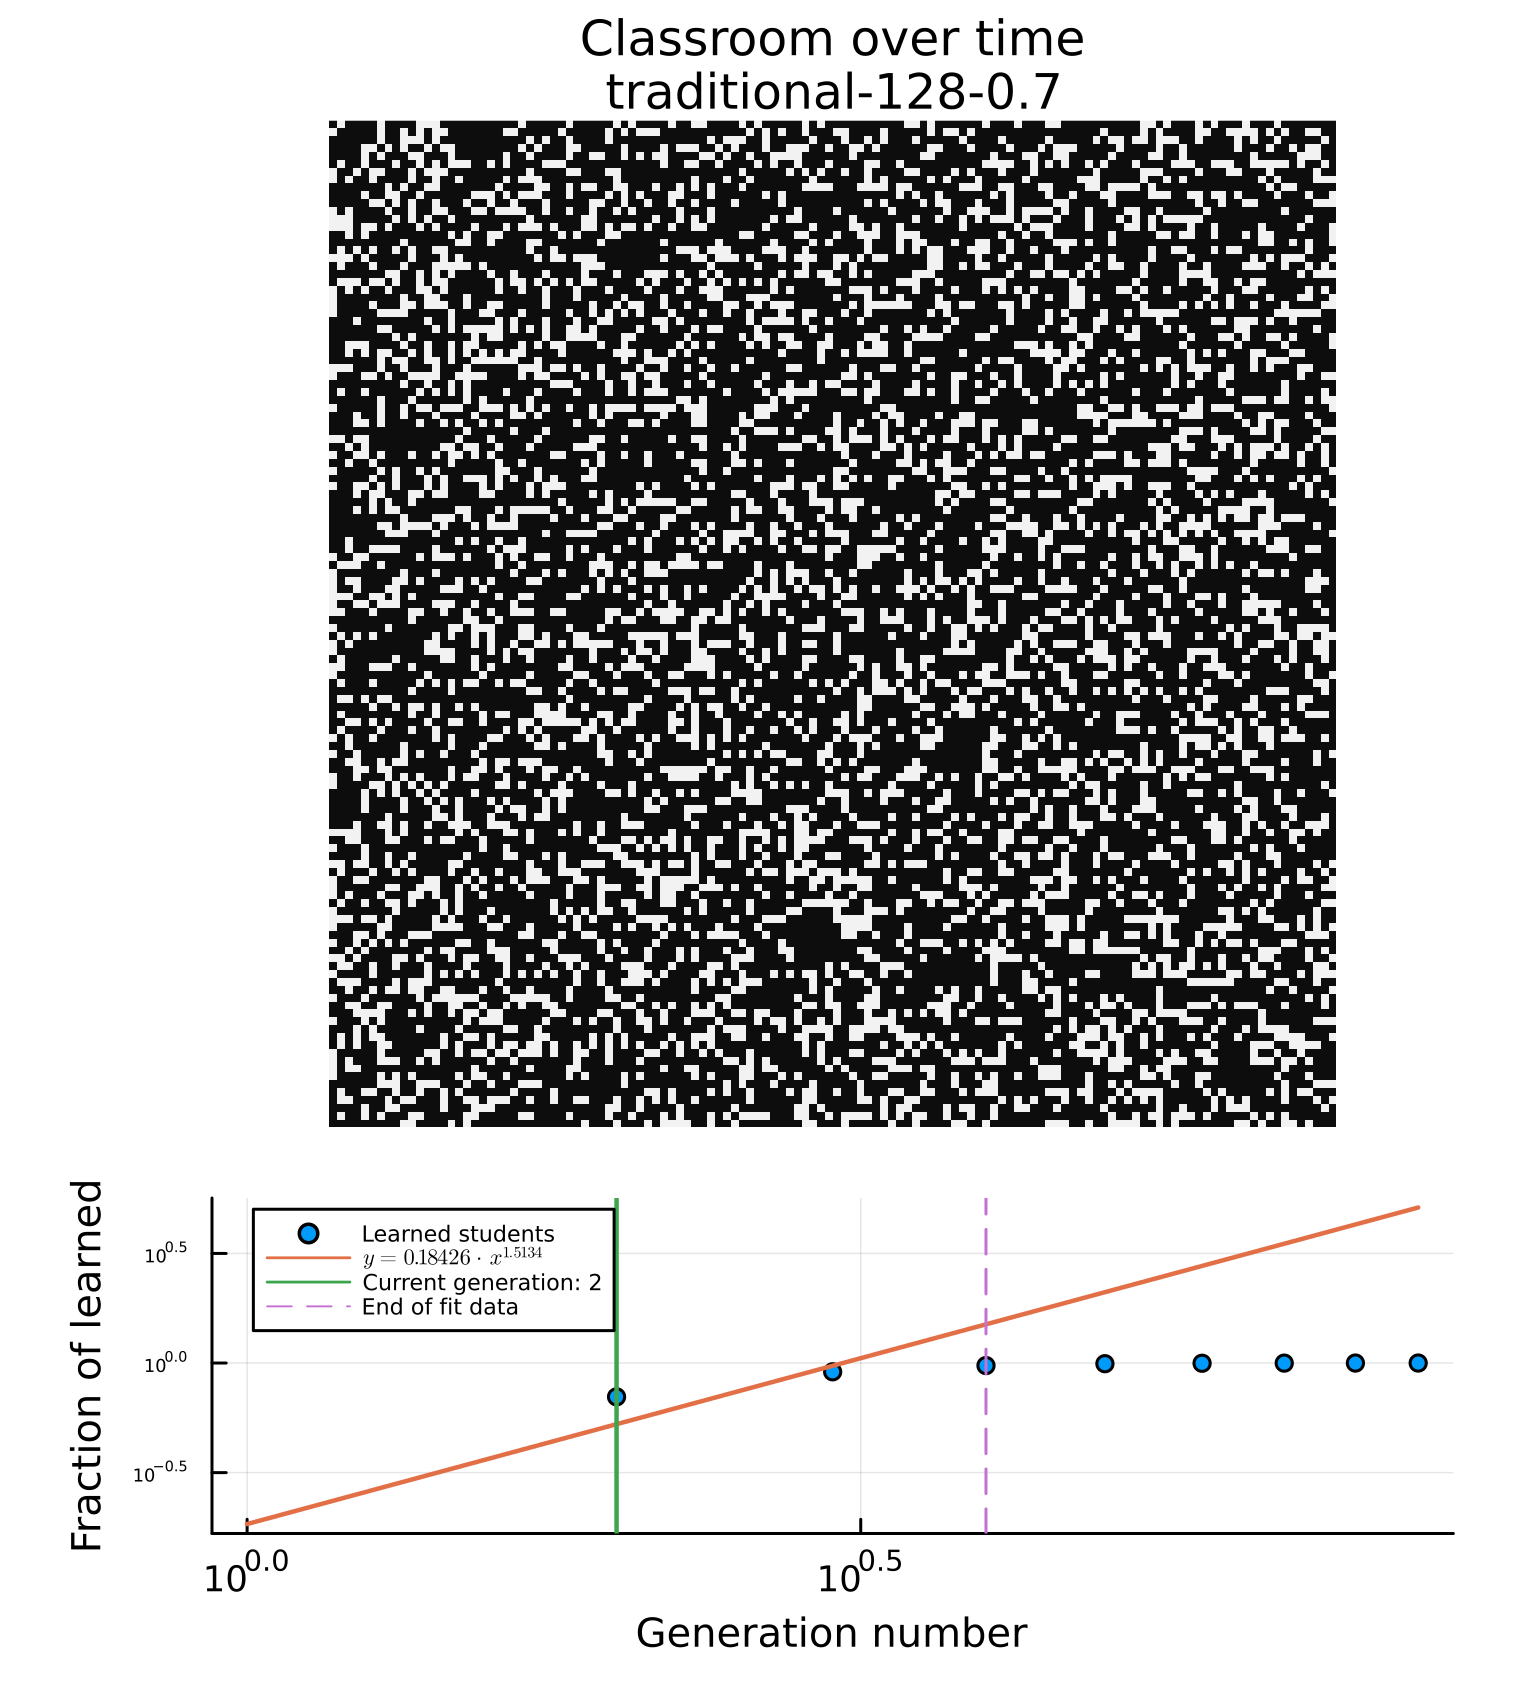 Classroom over time
traditional-128-0.7
Fraction of learned
Learned students
y = 0.18426 · x^1.5134
Current generation: 2
End of fit data
10^0.5
10^0.0
10^−0.5
10^0.0
10^0.5
Generation number